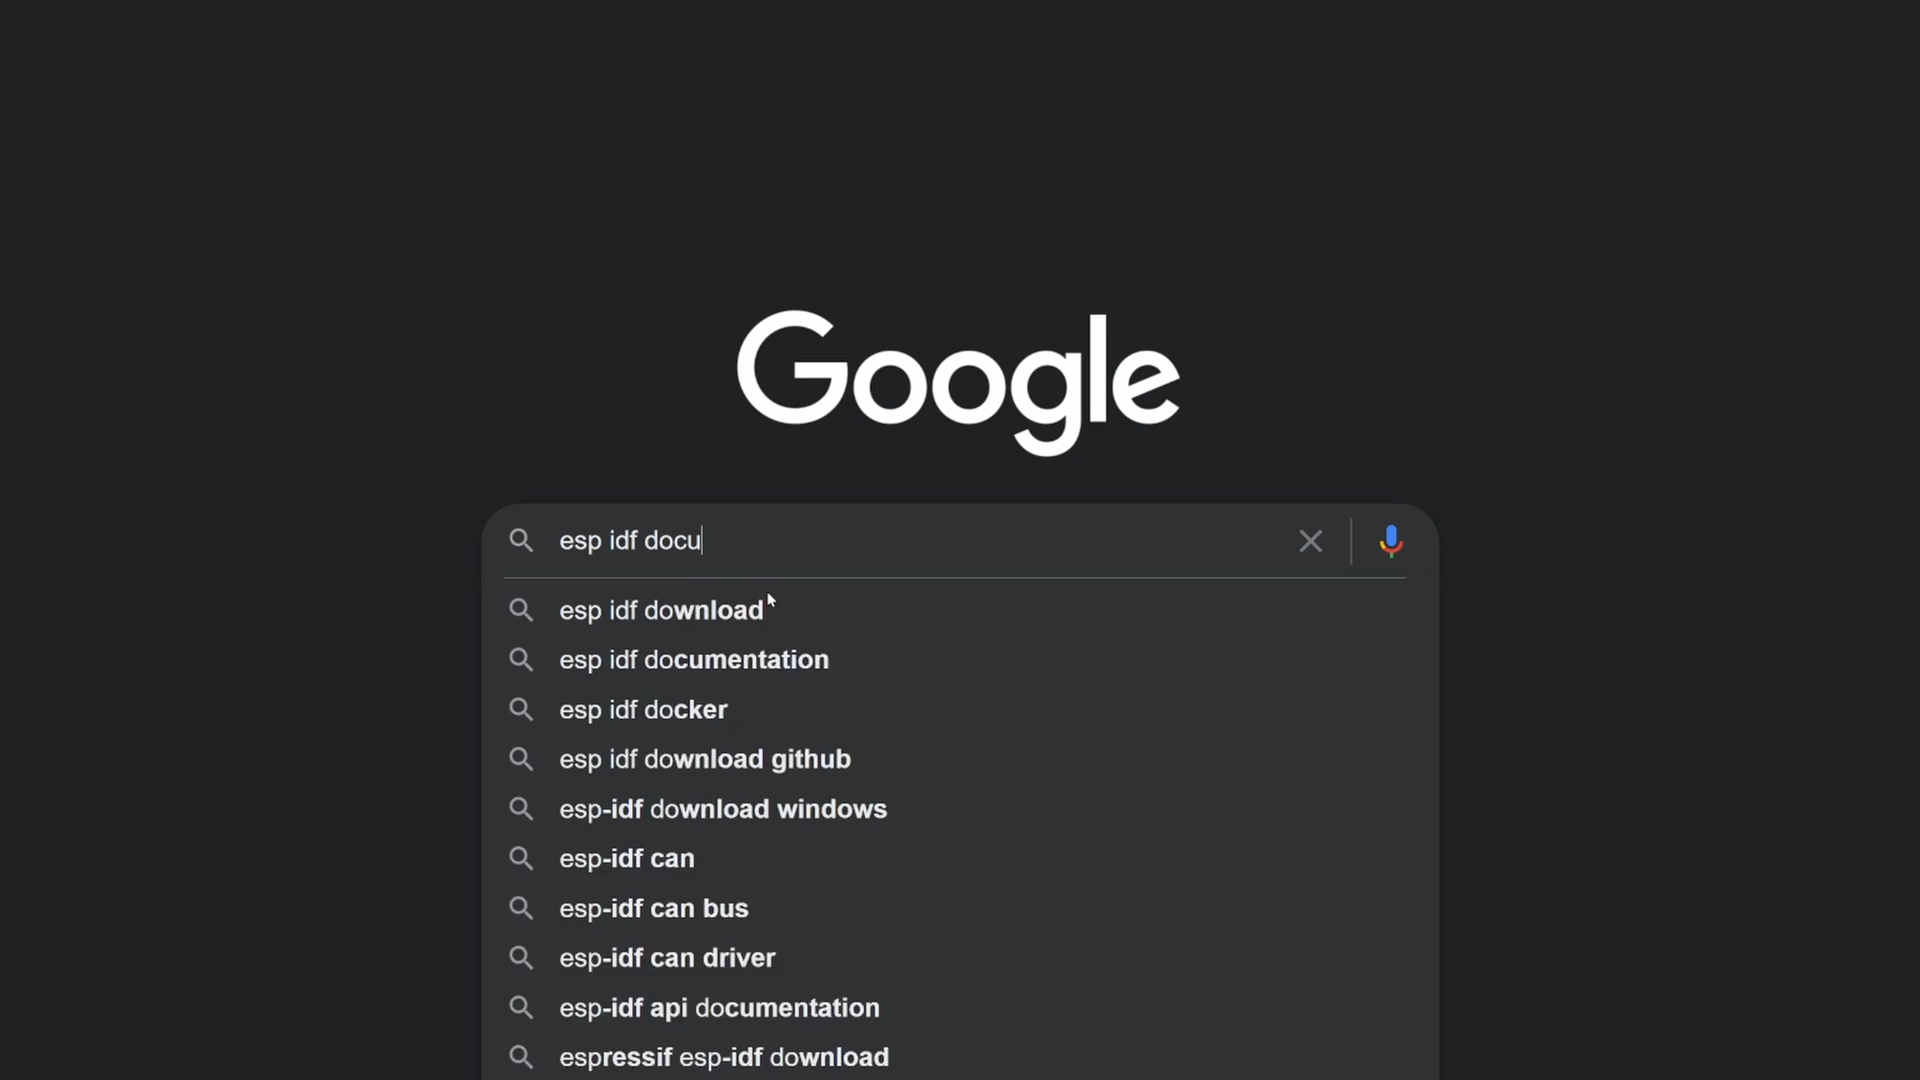 Google
esp idf docu
esp idf download
esp idf documentation
esp idf docker
esp idf download github
esp-idf download windows
esp-idf can
esp-idf can bus
esp-idf can driver
esp-idf api documentation
espressif esp-idf download